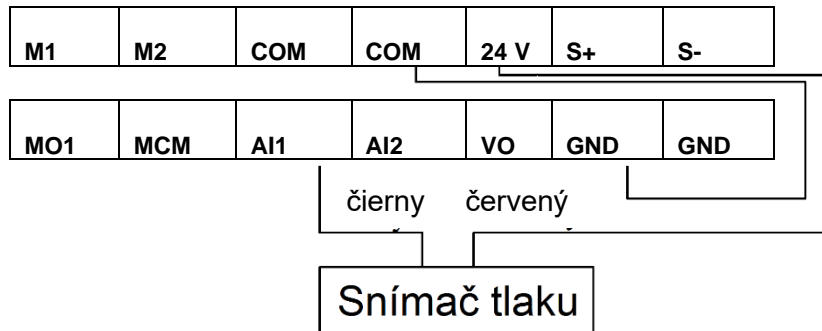 M1 M2 COM COM 24 V S+ S-
MO1 MCM AI1 AI2 VO GND GND
čierny červený
Snímač tlaku